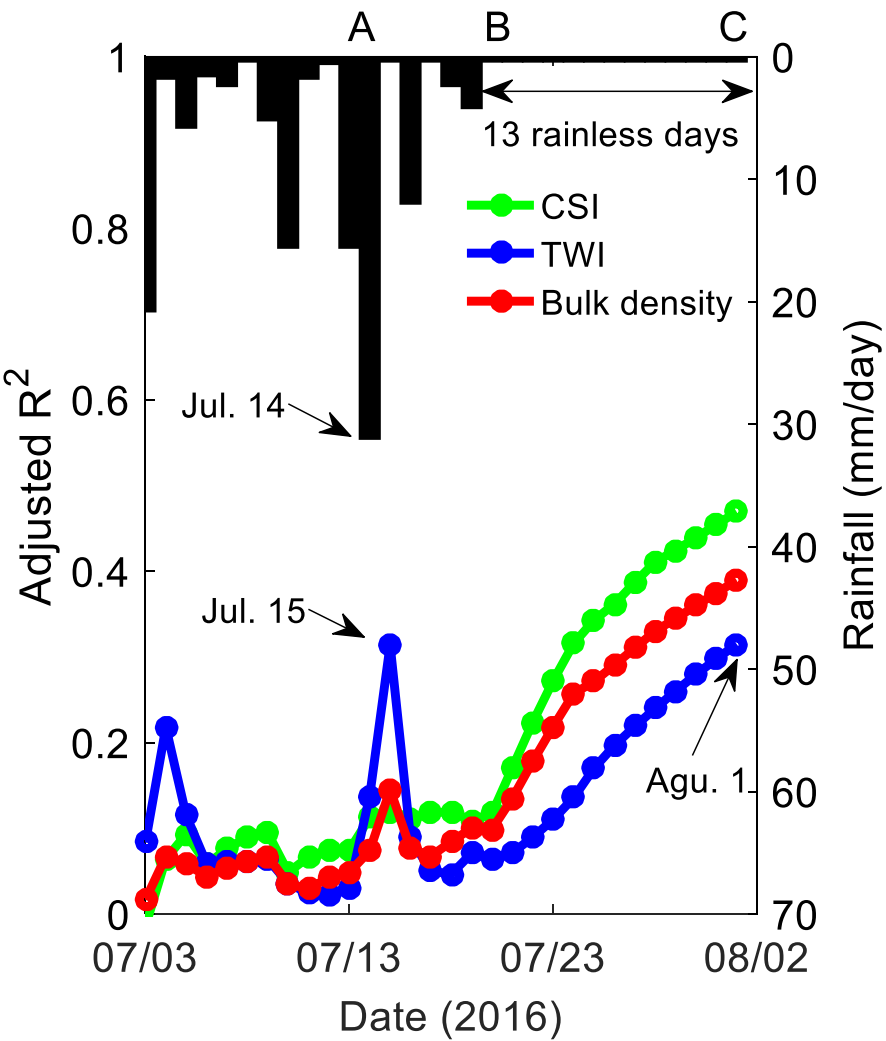 A B C
1 0
13 rainless days
10
CSI
0.8
TWI
Bulk density 20
Jul. 14
0.6 30
Adjusted R²
Rainfall (mm/day)
40
0.4
Jul. 15
50
0.2
Agu. 1 60
0 70
07/03 07/13 07/23 08/02
Date (2016)